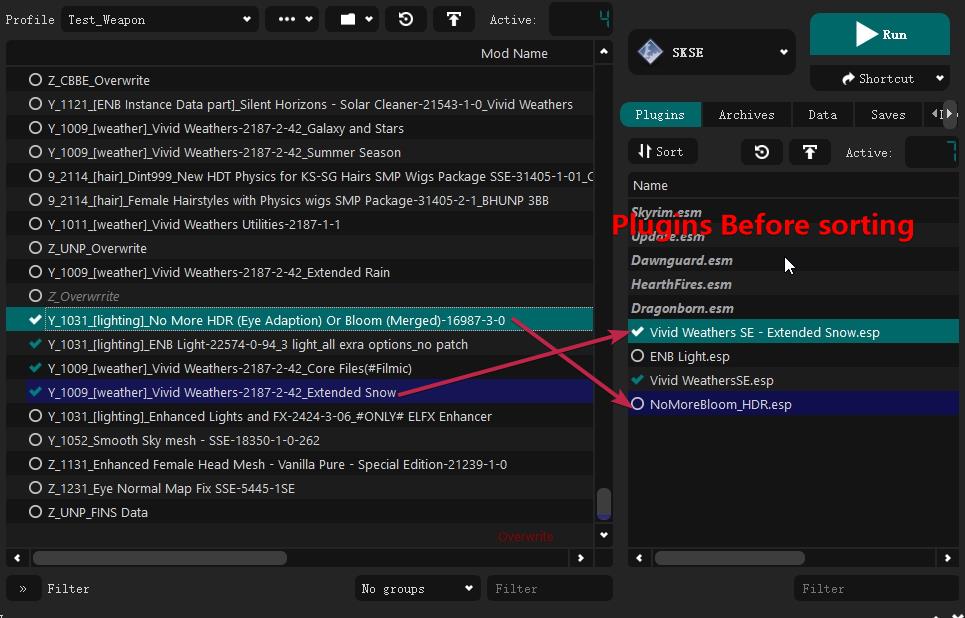 Profile Test_Weapon Active: 4
Mod Name
Z_CBBE_Overwrite
Y_1121_[ENB Instance Data part]_Silent Horizons - Solar Cleaner-21543-1-0_Vivid Weathers
Y_1009_[weather]_Vivid Weathers-2187-2-42_Galaxy and Stars
Y_1009_[weather]_Vivid Weathers-2187-2-42_Summer Season
9_2114_[hair]_Dint999_New HDT Physics for KS-SG Hairs SMP Wigs Package SSE-31405-1-01_C
9_2114_[hair]_Female Hairstyles with Physics wigs SMP Package-31405-2-1_BHUNP 3BB
Y_1011_[weather]_Vivid Weathers Utilities-2187-1-1
Z_UNP_Overwrite
Y_1009_[weather]_Vivid Weathers-2187-2-42_Extended Rain
Z_Overwrrite
Y_1031_[lighting]_No More HDR (Eye Adaption) Or Bloom (Merged)-16987-3-0
Y_1031_[lighting]_ENB Light-22574-0-94_3 light_all exra options_no patch
Y_1009_[weather]_Vivid Weathers-2187-2-42_Core Files(#Filmic)
Y_1009_[weather]_Vivid Weathers-2187-2-42_Extended Snow
Y_1031_[lighting]_Enhanced Lights and FX-2424-3-06_#ONLY# ELFX Enhancer
Y_1052_Smooth Sky mesh - SSE-18350-1-0-262
Z_1131_Enhanced Female Head Mesh - Vanilla Pure - Special Edition-21239-1-0
Z_1231_Eye Normal Map Fix SSE-5445-1SE
Z_UNP_FINS Data
Overwrite
» Filter No groups Filter
SKSE
Run
Shortcut
Plugins Archives Data Saves
Sort Active: 7
Name
Skyrim.esm
Plugins Before sorting
Update.esm
Dawnguard.esm
HearthFires.esm
Dragonborn.esm
Vivid Weathers SE - Extended Snow.esp
ENB Light.esp
Vivid WeathersSE.esp
NoMoreBloom_HDR.esp
Filter